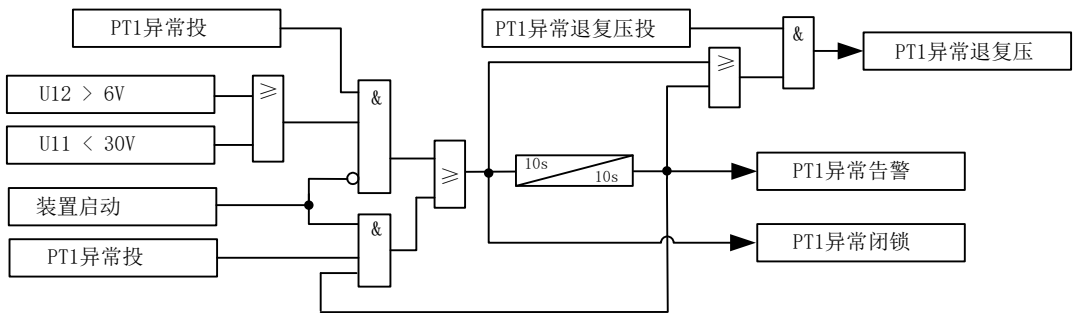 PT1异常投
PT1异常退复压投
&
PT1异常退复压
≥
U12 > 6V
≥
&
U11 < 30V
≥
10s
10s
PT1异常告警
装置启动
&
PT1异常闭锁
PT1异常投